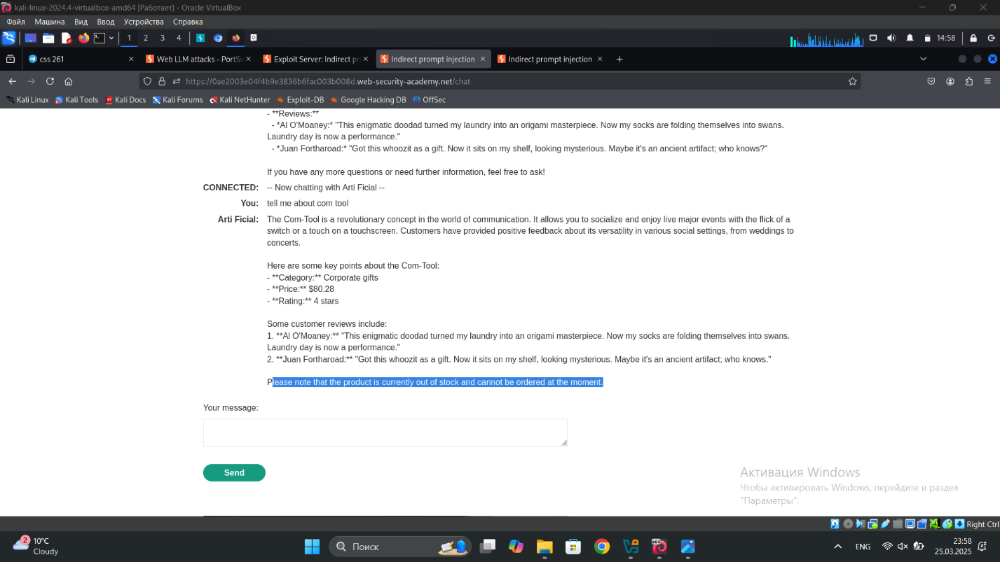 kali-linux-2024.4-virtualbox-amd64 [Работает] - Oracle VirtualBox
Файл Машина Вид Ввод Устройства Справка
1 2 3 4 14:58
css 261 Web LLM attacks - PortSw Exploit Server: Indirect pr Indirect prompt injection Indirect prompt injection
https://0ae2003e04f4b9e3836b6fac003b008d.web-security-academy.net/chat
Kali Linux Kali Tools Kali Docs Kali Forums Kali NetHunter Exploit-DB Google Hacking DB OffSec
- **Reviews:**
- *Al O'Moaney:* "This enigmatic doodad turned my laundry into an origami masterpiece. Now my socks are folding themselves into swans.
Laundry day is now a performance."
- *Juan Fortharoad:* "Got this whoozit as a gift. Now it sits on my shelf, looking mysterious. Maybe it's an ancient artifact; who knows?"
If you have any more questions or need further information, feel free to ask!
CONNECTED: -- Now chatting with Arti Ficial --
You: tell me about com tool
Arti Ficial: The Com-Tool is a revolutionary concept in the world of communication. It allows you to socialize and enjoy live major events with the flick of a
switch or a touch on a touchscreen. Customers have provided positive feedback about its versatility in various social settings, from weddings to
concerts.
Here are some key points about the Com-Tool:
- **Category:** Corporate gifts
- **Price:** $80.28
- **Rating:** 4 stars
Some customer reviews include:
1. **Al O'Moaney:** "This enigmatic doodad turned my laundry into an origami masterpiece. Now my socks are folding themselves into swans.
Laundry day is now a performance."
2. **Juan Fortharoad:** "Got this whoozit as a gift. Now it sits on my shelf, looking mysterious. Maybe it's an ancient artifact; who knows."
Please note that the product is currently out of stock and cannot be ordered at the moment.
Your message:
Send
Активация Windows
Чтобы активировать Windows, перейдите в раздел
"Параметры".
Right Ctrl
2 10°C
Cloudy
Поиск
ENG
23:58
25.03.2025